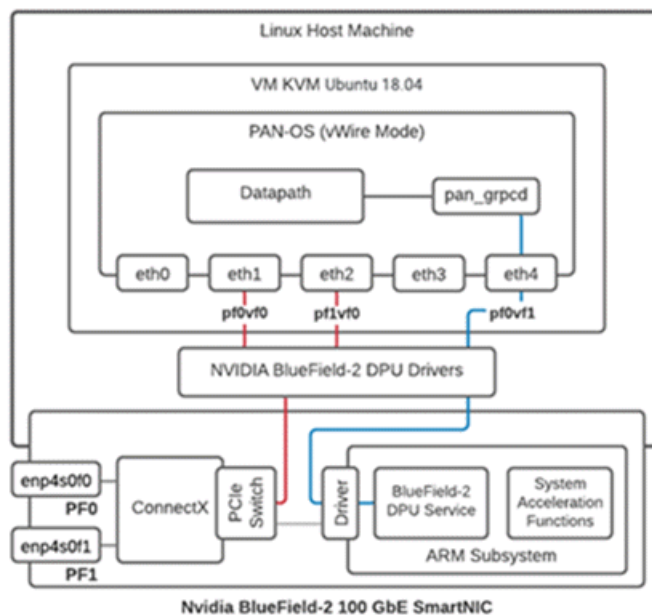 Linux Host Machine
VM KVM Ubuntu 18.04
PAN-OS (vWire Mode)
Datapath
pan_grpcd
eth0
eth1
eth2
eth3
eth4
pf0vf0
pf1vf0
pf0vf1
NVIDIA BlueField-2 DPU Drivers
enp4s0f0
PF0
enp4s0f1
PF1
ConnectX
PCIe
Switch
Driver
BlueField-2
DPU Service
System
Acceleration
Functions
ARM Subsystem
Nvidia BlueField-2 100 GbE SmartNIC